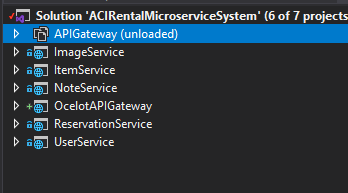 Solution 'ACIRentalMicroserviceSystem' (6 of 7 projects
APIGateway (unloaded)
ImageService
ItemService
NoteService
OcelotAPIGateway
ReservationService
UserService